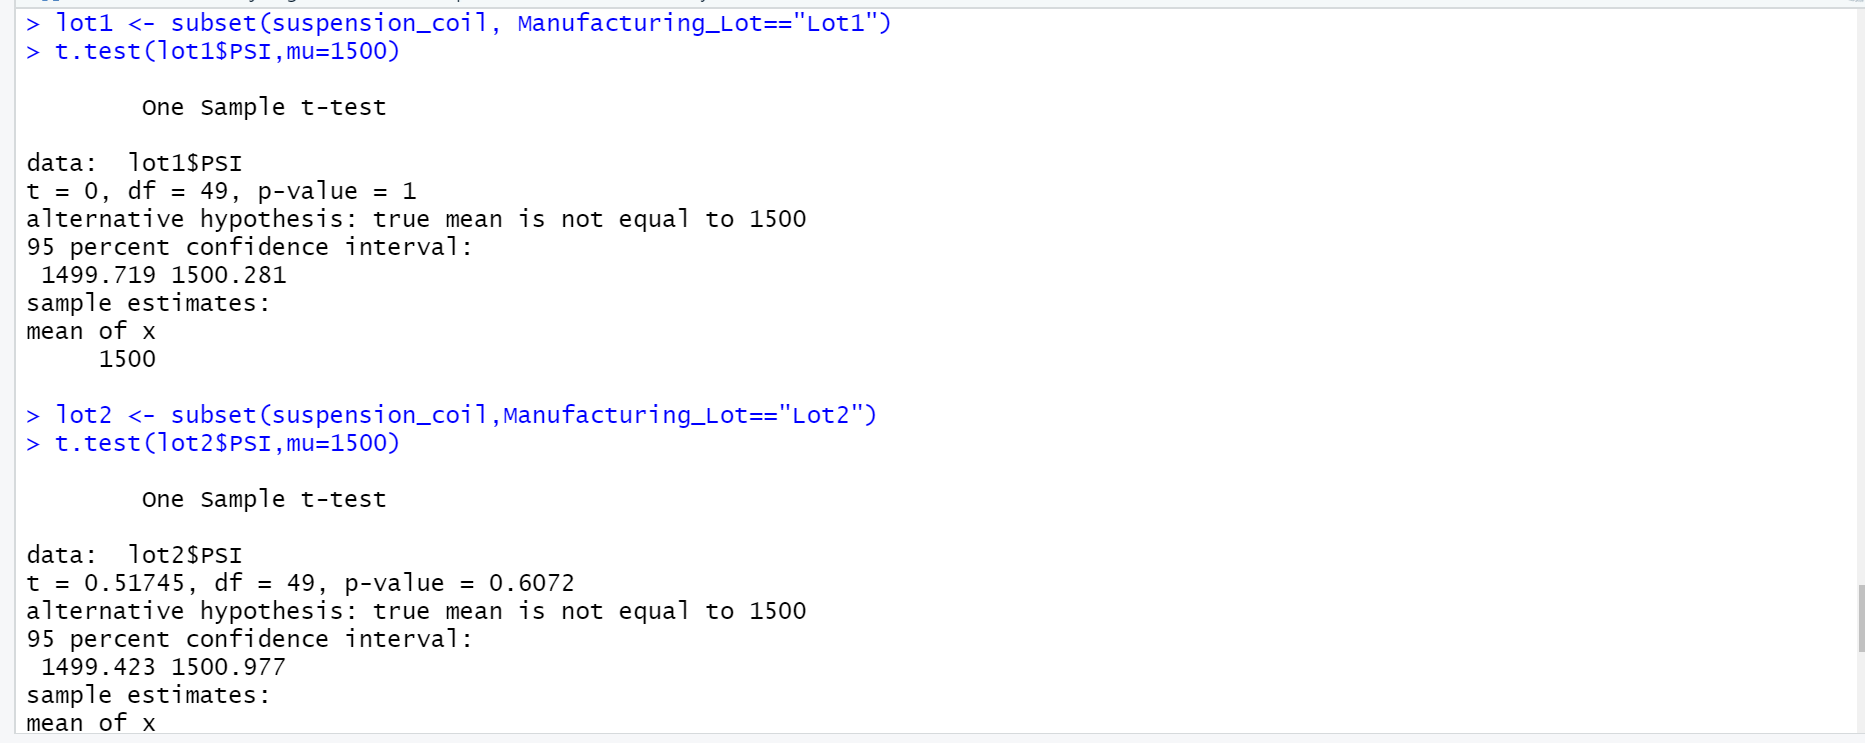 > lot1 <- subset(suspension_coil, Manufacturing_Lot=="Lot1")
> t.test(lot1$PSI,mu=1500)
One Sample t-test
data:  lot1$PSI
t = 0, df = 49, p-value = 1
alternative hypothesis: true mean is not equal to 1500
95 percent confidence interval:
1499.719 1500.281
sample estimates:
mean of x
1500
> lot2 <- subset(suspension_coil,Manufacturing_Lot=="Lot2")
> t.test(lot2$PSI,mu=1500)
One Sample t-test
data:  lot2$PSI
t = 0.51745, df = 49, p-value = 0.6072
alternative hypothesis: true mean is not equal to 1500
95 percent confidence interval:
1499.423 1500.977
sample estimates:
mean of x